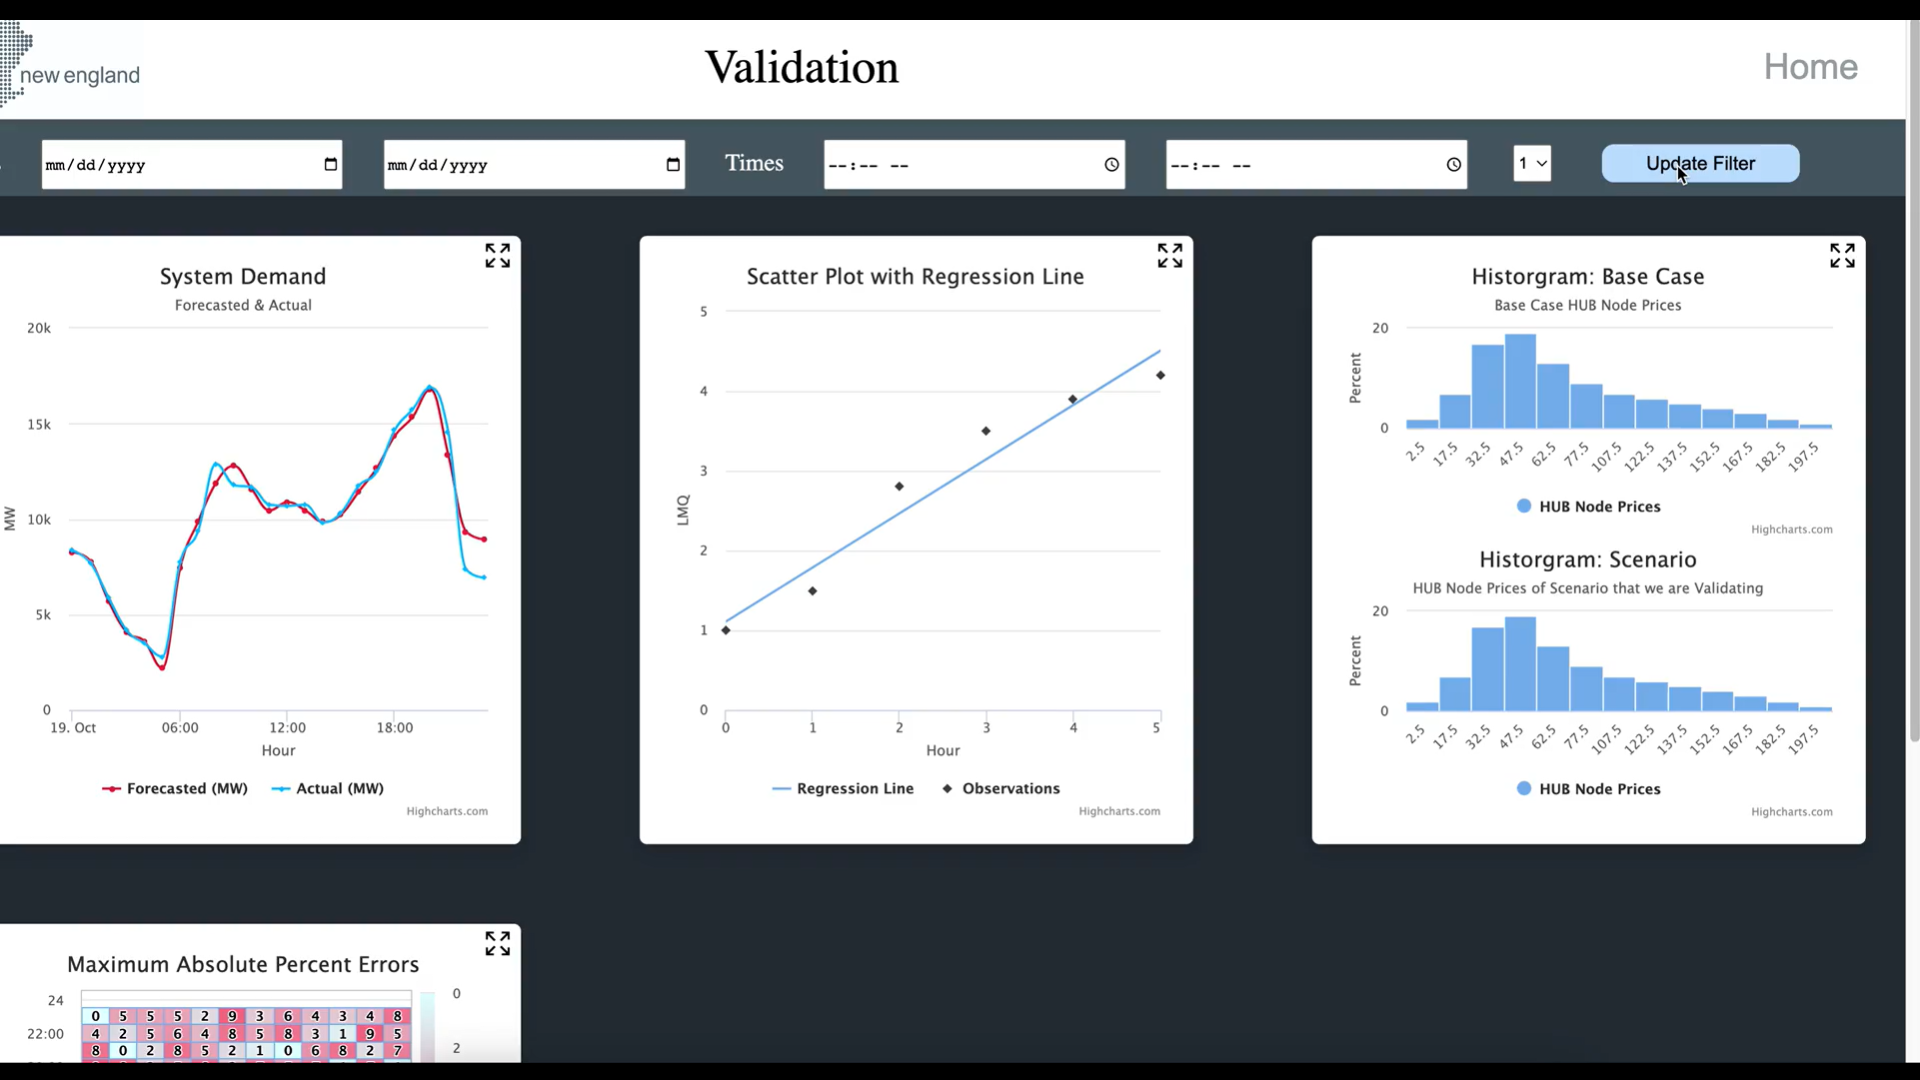 new england
Validation
Home
mm/dd/yyyy
mm/dd/yyyy
Times
--:-- --
--:-- --
1
Update Filter
System Demand
Forecasted & Actual
20k
15k
10k
5k
0
MW
19. Oct
06:00
12:00
18:00
Hour
Forecasted (MW)
Actual (MW)
Highcharts.com
Scatter Plot with Regression Line
5
4
3
2
1
0
LMQ
0
1
2
3
4
5
Hour
Regression Line
Observations
Highcharts.com
Historgram: Base Case
Base Case HUB Node Prices
20
0
Percent
2.5 17.5 32.5 47.5 62.5 77.5 107.5 122.5 137.5 152.5 167.5 182.5 197.5
HUB Node Prices
Highcharts.com
Historgram: Scenario
HUB Node Prices of Scenario that we are Validating
20
0
Percent
2.5 17.5 32.5 47.5 62.5 77.5 107.5 122.5 137.5 152.5 167.5 182.5 197.5
HUB Node Prices
Highcharts.com
Maximum Absolute Percent Errors
24
0 5 5 5 2 9 3 6 4 3 4 8
22:00
4 2 5 6 4 8 5 8 3 1 9 5
8 0 2 8 5 2 1 0 6 8 2 7
0
2